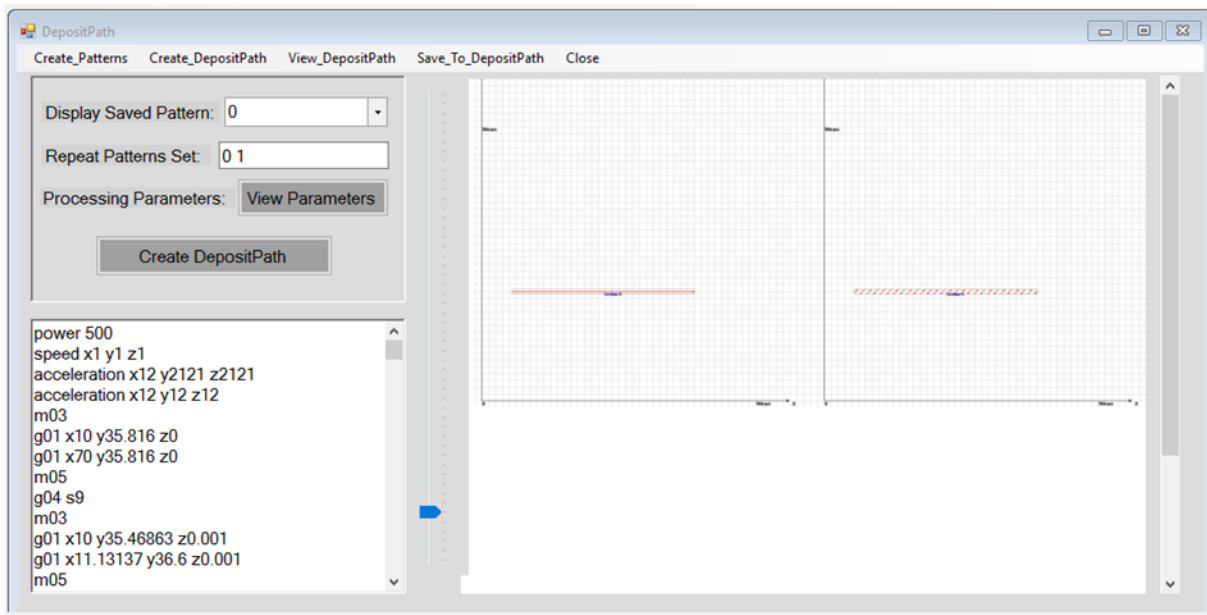 DepositPath
Create_Patterns Create_DepositPath View_DepositPath Save_To_DepositPath Close
Display Saved Pattern: 0
Repeat Patterns Set: 0 1
Processing Parameters: View Parameters
Create DepositPath
power 500
speed x1 y1 z1
acceleration x12 y2121 z2121
acceleration x12 y12 z12
m03
g01 x10 y35.816 z0
g01 x70 y35.816 z0
m05
g04 s9
m03
g01 x10 y35.46863 z0.001
g01 x11.13137 y36.6 z0.001
m05